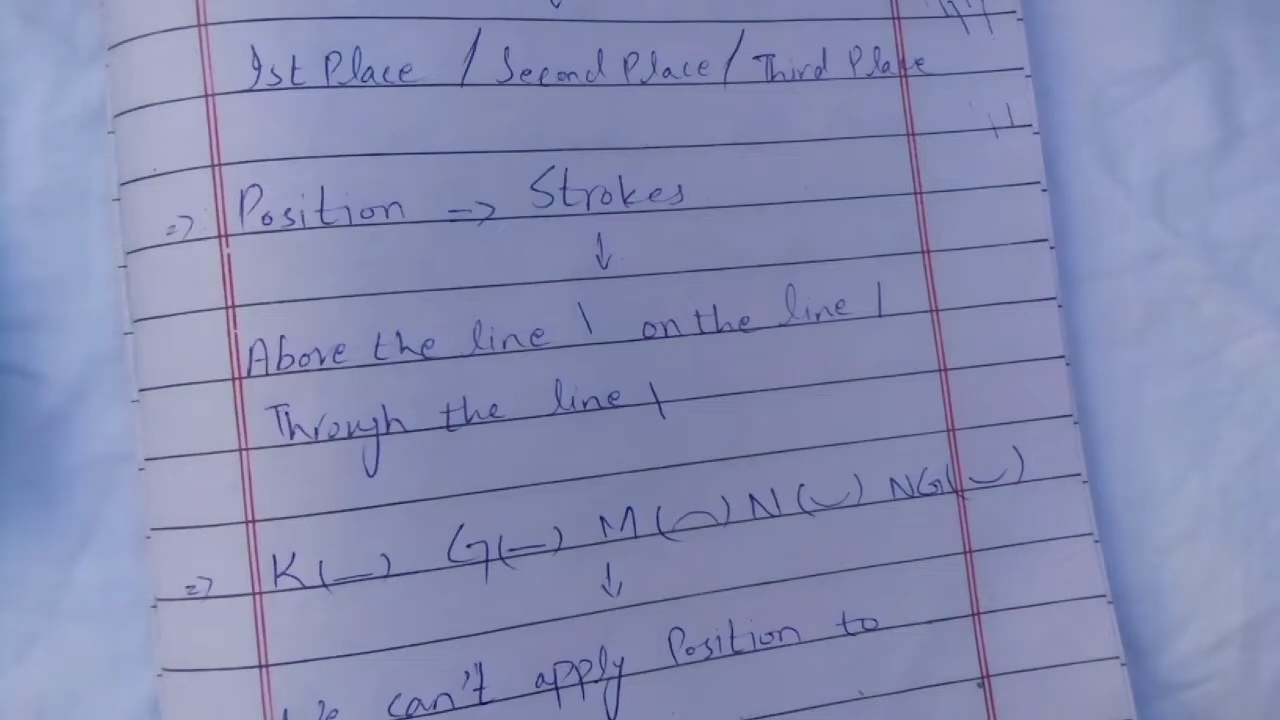 1st Place / Second Place / Third Place
=> Position -> Strokes
↓
Above the line \ on the line |
Through the line \
=> K (—) G (—) M (⌒) N (⌣) NG (⌣)
↓
We can't apply Position to